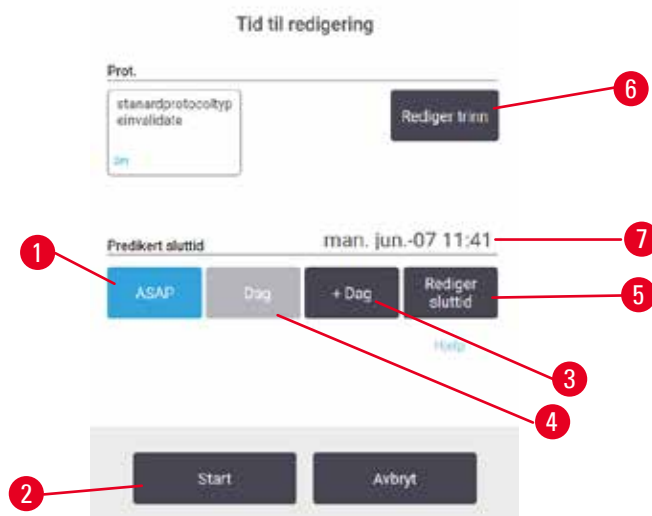 Tid til redigering
Prot.
stanardprotocoltyp
einvalidate
Rediger trinn
6
Predikert sluttid
man. jun.-07 11:41
7
1
ASAP
Dag
+ Dag
Rediger
sluttid
5
Hjelp
3
4
Start
Avbryt
2